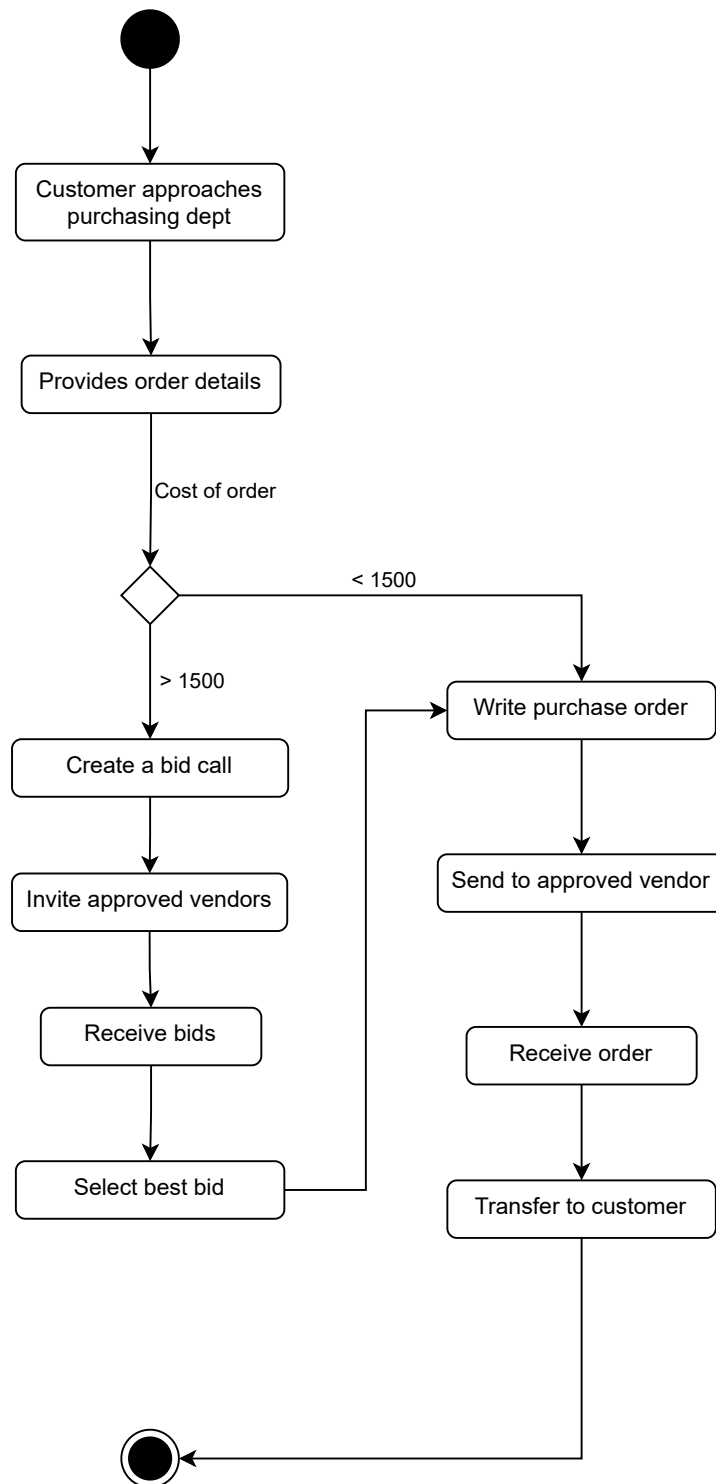 Customer approaches
purchasing dept
Provides order details
Cost of order
< 1500
> 1500
Write purchase order
Create a bid call
Send to approved vendor
Invite approved vendors
Receive bids
Receive order
Select best bid
Transfer to customer